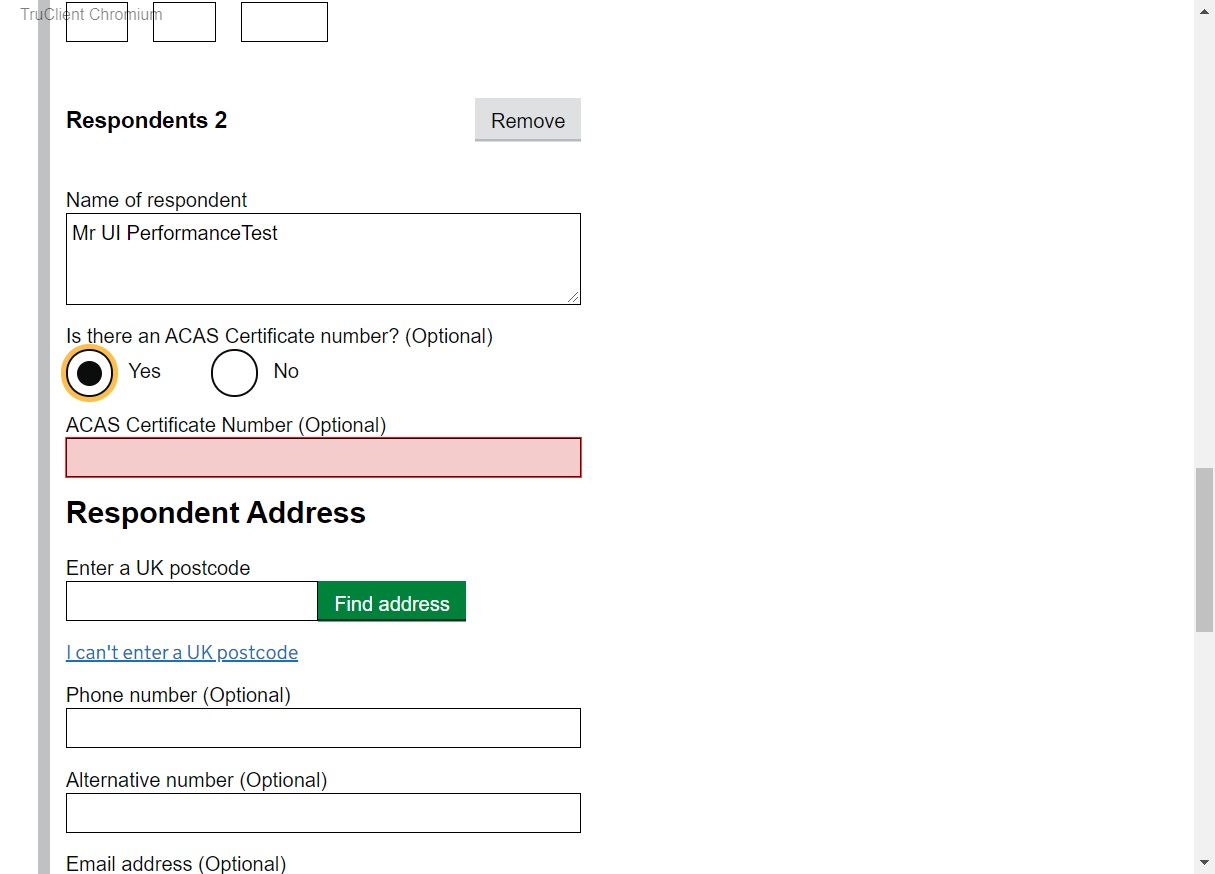 TruClient Chromium
Respondents 2
Remove
Name of respondent
Mr UI PerformanceTest
Is there an ACAS Certificate number? (Optional)
Yes
No
ACAS Certificate Number (Optional)
Respondent Address
Enter a UK postcode
Find address
I can't enter a UK postcode
Phone number (Optional)
Alternative number (Optional)
Email address (Optional)